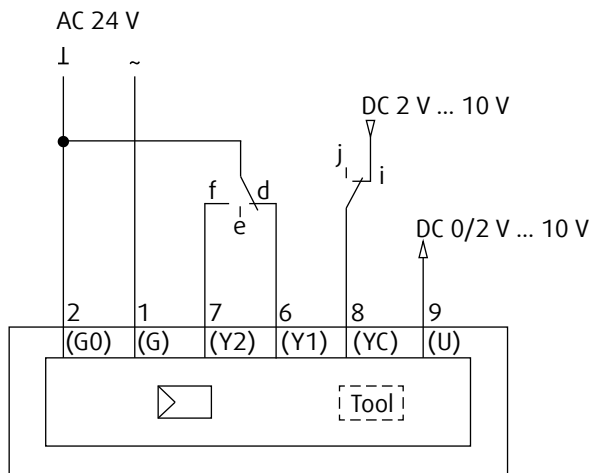 AC 24 V
⊥ ~
DC 2 V ... 10 V
j
i
f d
e
DC 0/2 V ... 10 V
2 1 7 6 8 9
(G0) (G) (Y2) (Y1) (YC) (U)
Tool